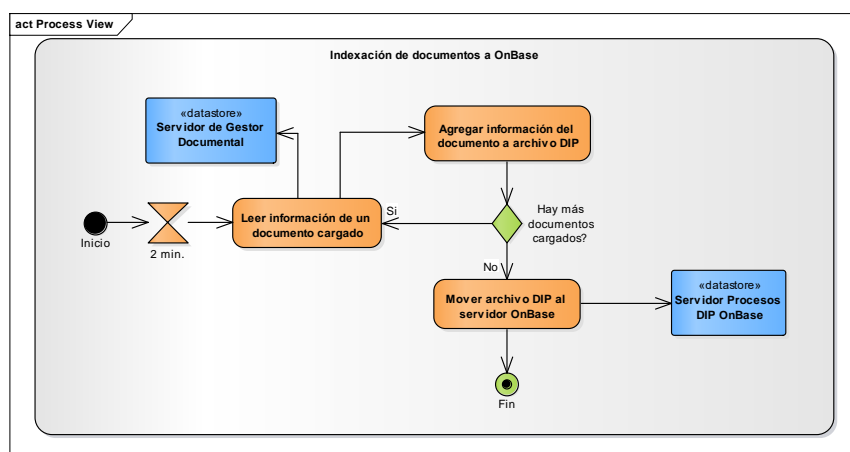 act Process View
Indexación de documentos a OnBase
«datastore»
Servidor de Gestor
Documental
Agregar información del
documento a archivo DIP
Inicio
2 min.
Leer información de un
documento cargado
Si
Hay más
documentos
cargados?
No
Mover archivo DIP al
servidor OnBase
«datastore»
Servidor Procesos
DIP OnBase
Fin